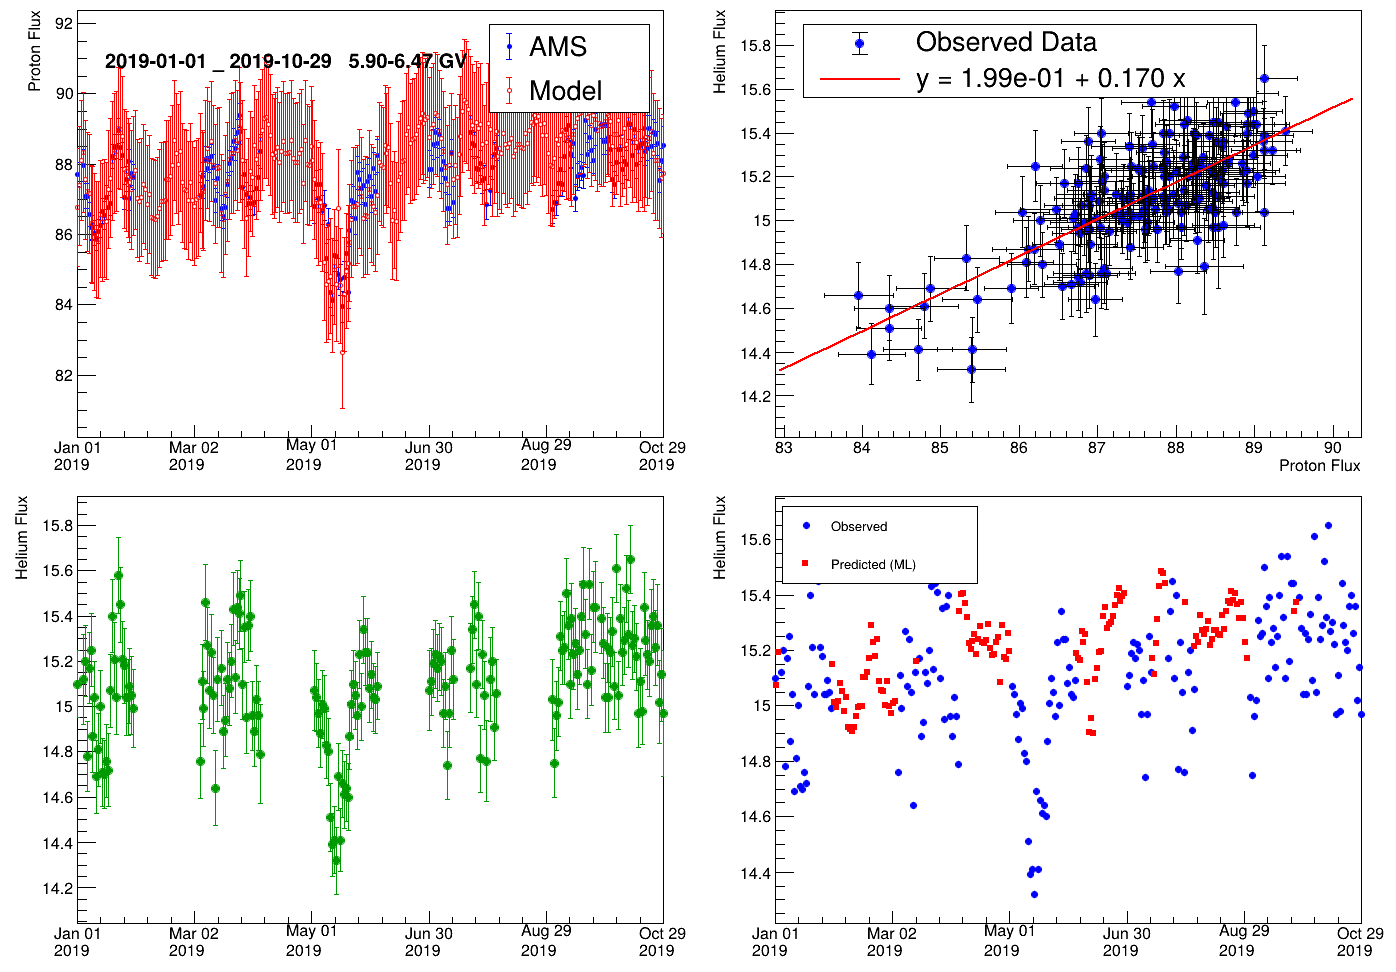 Proton Flux
92
90
88
86
84
82
2019-01-01 _ 2019-10-29 5.90-6.47 GV
AMS
Model
Jan 01 Mar 02 May 01 Jun 30 Aug 29 Oct 29
2019 2019 2019 2019 2019 2019
Helium Flux
15.8
15.6
15.4
15.2
15
14.8
14.6
14.4
14.2
Observed Data
y = 1.99e-01 + 0.170 x
83 84 85 86 87 88 89 90
Proton Flux
Helium Flux
15.8
15.6
15.4
15.2
15
14.8
14.6
14.4
14.2
Jan 01 Mar 02 May 01 Jun 30 Aug 29 Oct 29
2019 2019 2019 2019 2019 2019
Helium Flux
15.6
15.4
15.2
15
14.8
14.6
14.4
Observed
Predicted (ML)
Jan 01 Mar 02 May 01 Jun 30 Aug 29 Oct 29
2019 2019 2019 2019 2019 2019